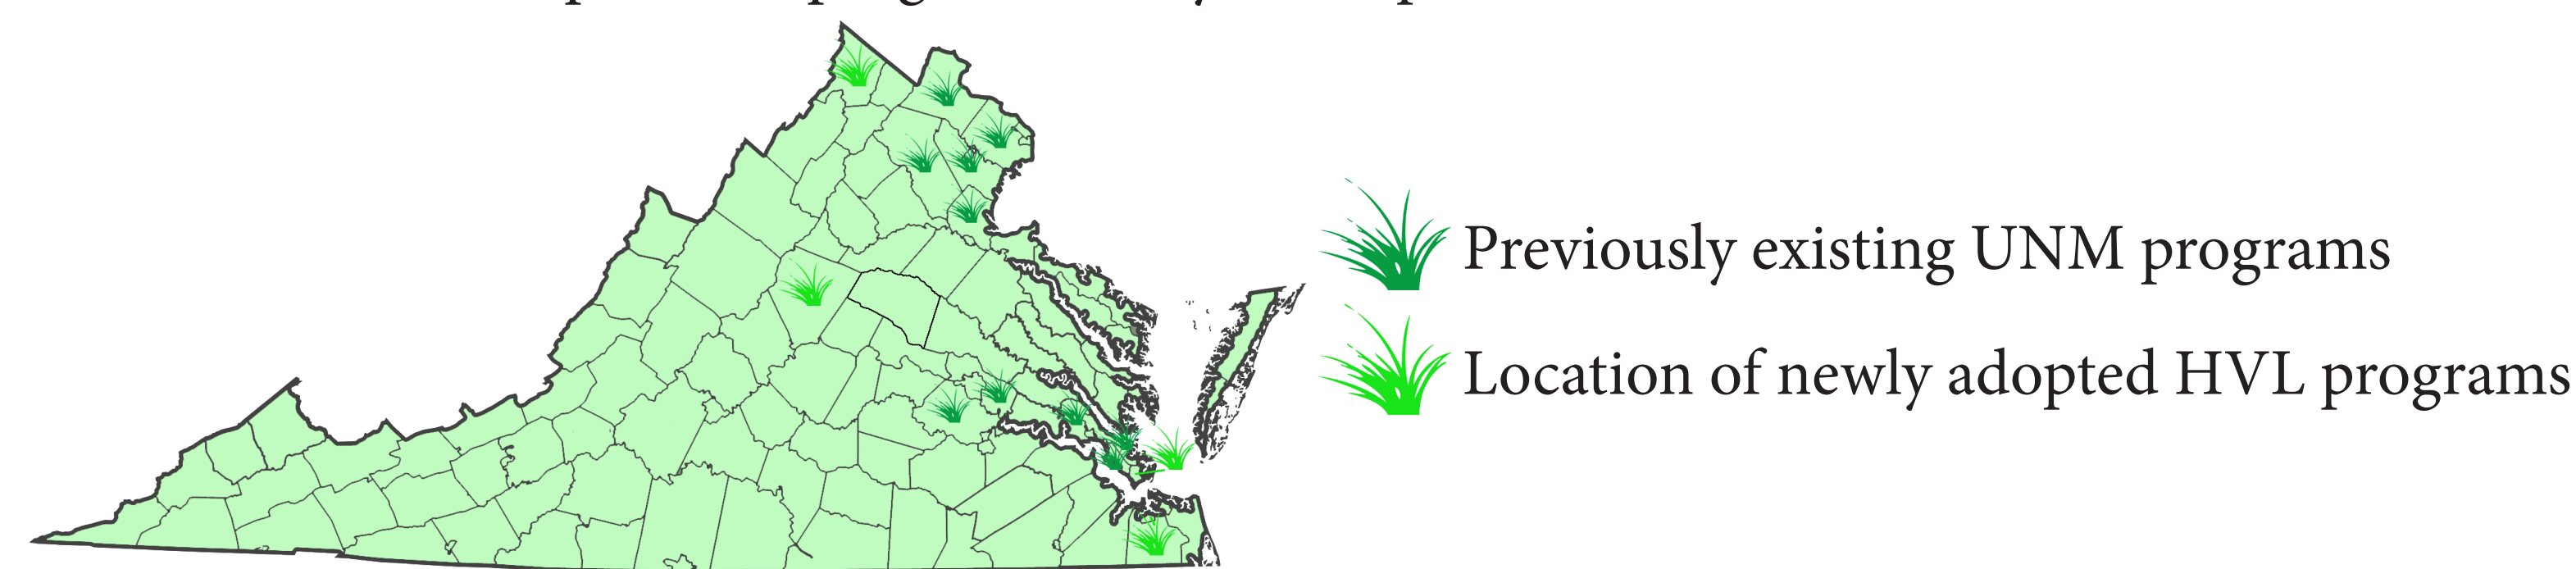 Previously existing UNM programs
Location of newly adopted HVL programs